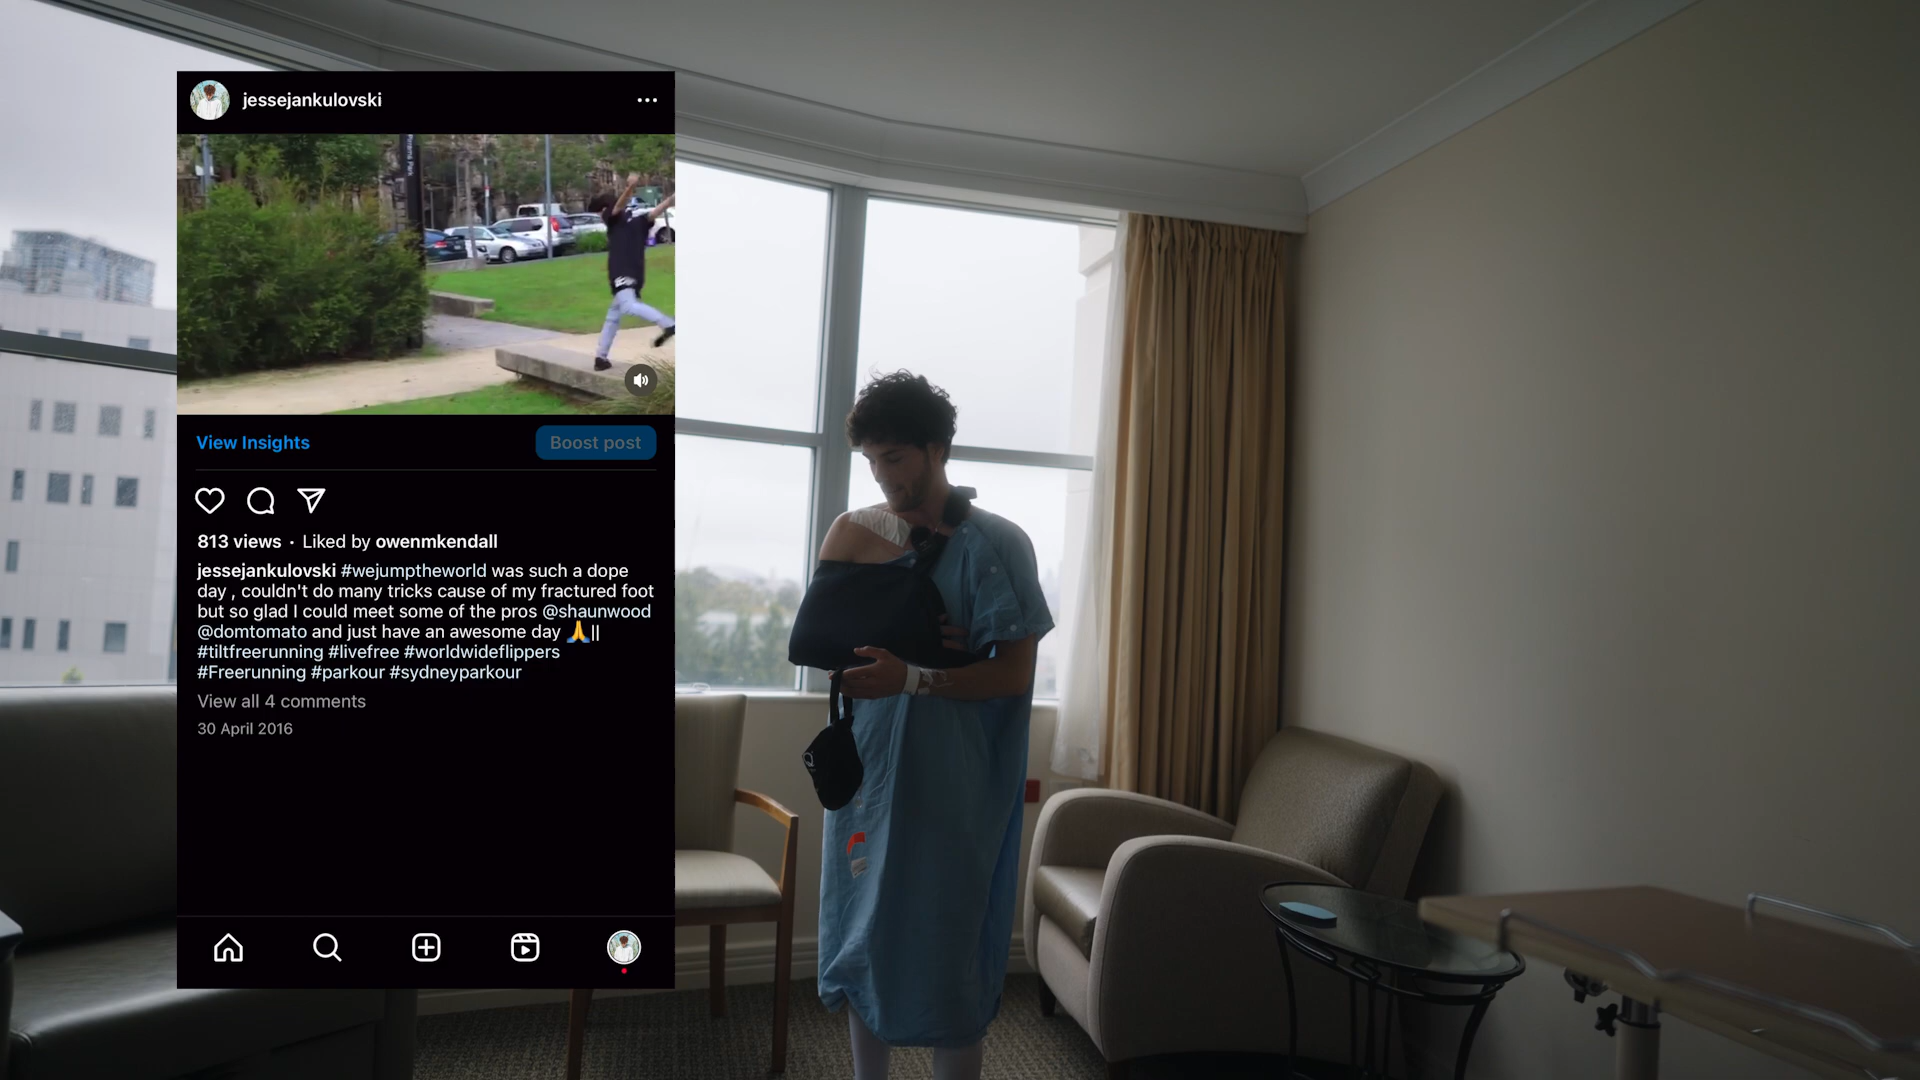 jessejankulovski
View Insights
Boost post
813 views · Liked by owenmkendall
jessejankulovski #wejumptheworld was such a dope
day , couldn't do many tricks cause of my fractured foot
but so glad I could meet some of the pros @shaunwood
@domtomato and just have an awesome day 🙏||
#tiltfreerunning #livefree #worldwideflippers
#Freerunning #parkour #sydneyparkour
View all 4 comments
30 April 2016